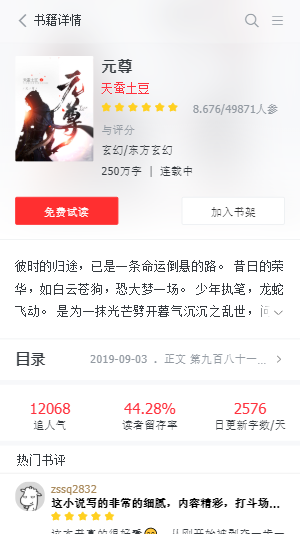 书籍详情
元尊
天蚕土豆
8.676/49871人参
与评分
玄幻/东方玄幻
250万字 | 连载中
免费试读
加入书架
彼时的归途，已是一条命运倒悬的路。 昔日的荣
华，如白云苍狗，恐大梦一场。 少年执笔，龙蛇
飞动。 是为一抹光芒劈开暮气沉沉之乱世，问
目录
2019-09-03 . 正文 第九百八十一...
12068
44.28%
2576
追人气
读者留存率
日更新字数/天
热门书评
zssq2832
这小说写的非常的细腻，内容精彩，打斗场...